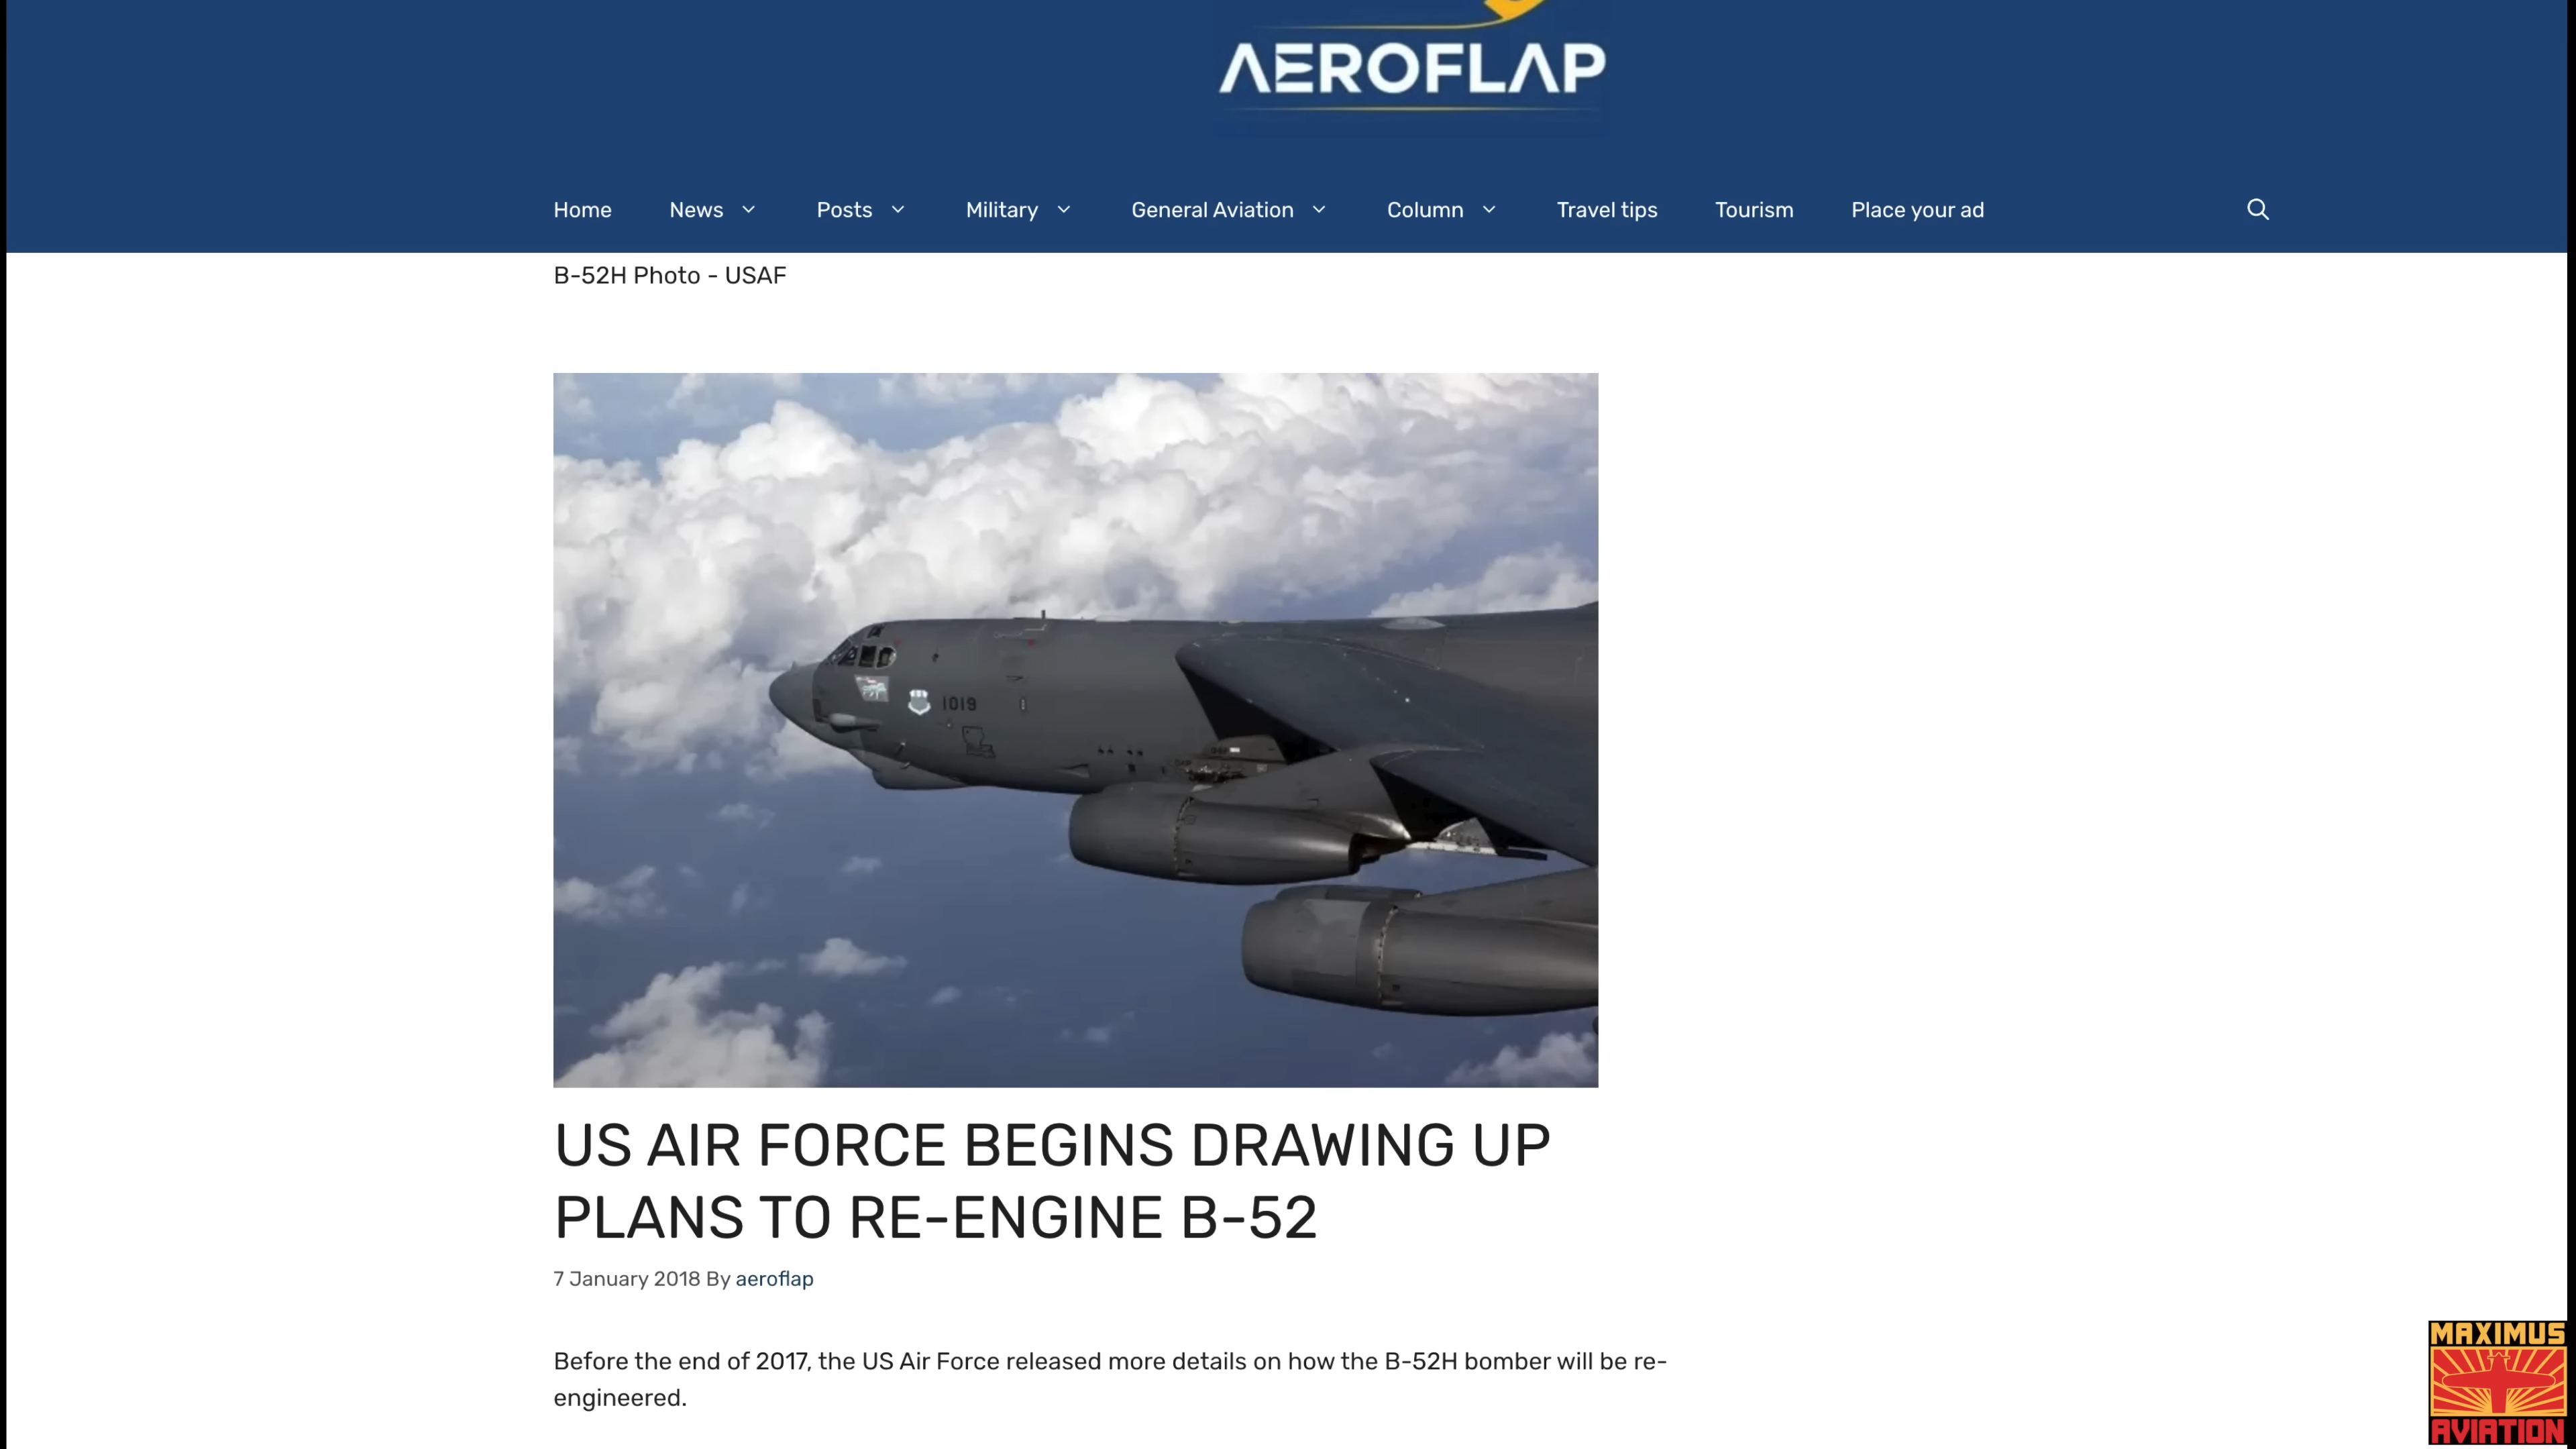 AEROFLAP
Home News Posts Military General Aviation Column Travel tips Tourism Place your ad
B-52H Photo - USAF
1019
US AIR FORCE BEGINS DRAWING UP
PLANS TO RE-ENGINE B-52
7 January 2018 By aeroflap
Before the end of 2017, the US Air Force released more details on how the B-52H bomber will be re-
engineered.
MAXIMUS
AVIATION